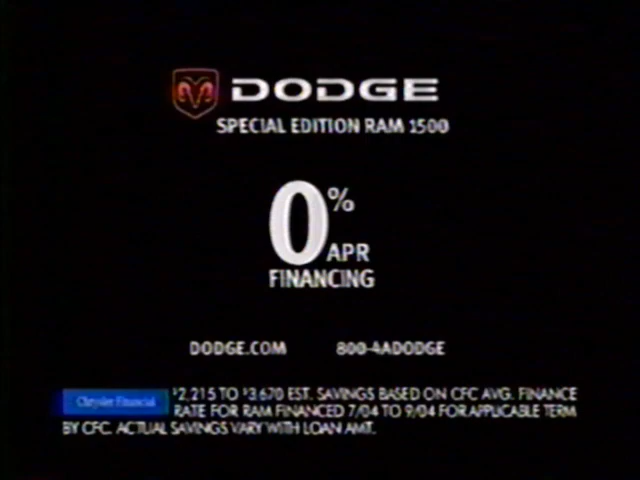 DODGE
SPECIAL EDITION RAM 1500
0%
APR
FINANCING
DODGE.COM 800-4ADODGE
Chrysler Financial $2,215 TO $3,670 EST. SAVINGS BASED ON CFC AVG. FINANCE
RATE FOR RAM FINANCED 7/04 TO 9/04 FOR APPLICABLE TERM
BY CFC. ACTUAL SAVINGS VARY WITH LOAN AMT.